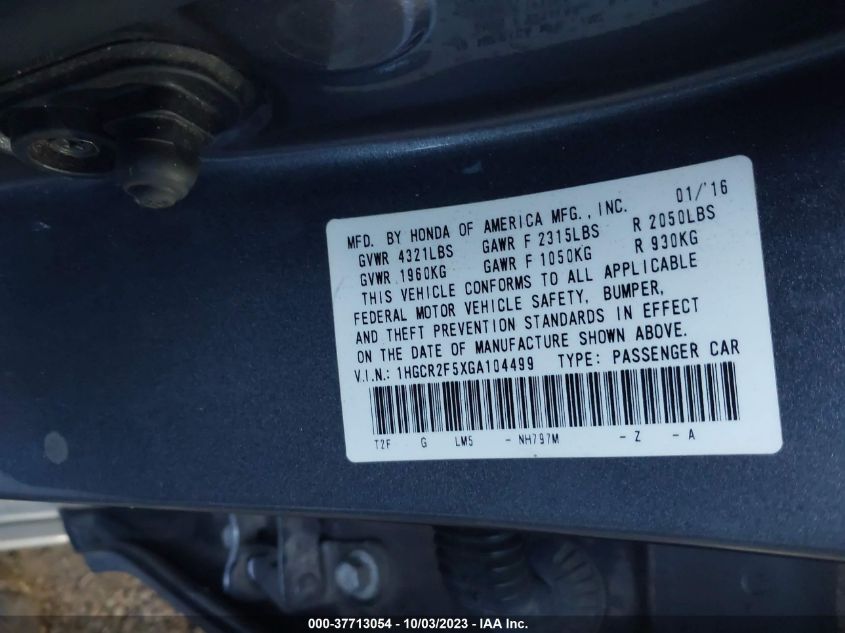 MFD. BY HONDA OF AMERICA MFG., INC. 01/'16
GVWR 4321LBS GAWR F 2315LBS R 2050LBS
GVWR 1960KG GAWR F 1050KG R 930KG
THIS VEHICLE CONFORMS TO ALL APPLICABLE
FEDERAL MOTOR VEHICLE SAFETY, BUMPER,
AND THEFT PREVENTION STANDARDS IN EFFECT
ON THE DATE OF MANUFACTURE SHOWN ABOVE.
V.I.N.: 1HGCR2F5XGA104499 TYPE: PASSENGER CAR
T2F G LM5 - NH797M - Z - A
000-37713054 - 10/03/2023 - IAA Inc.